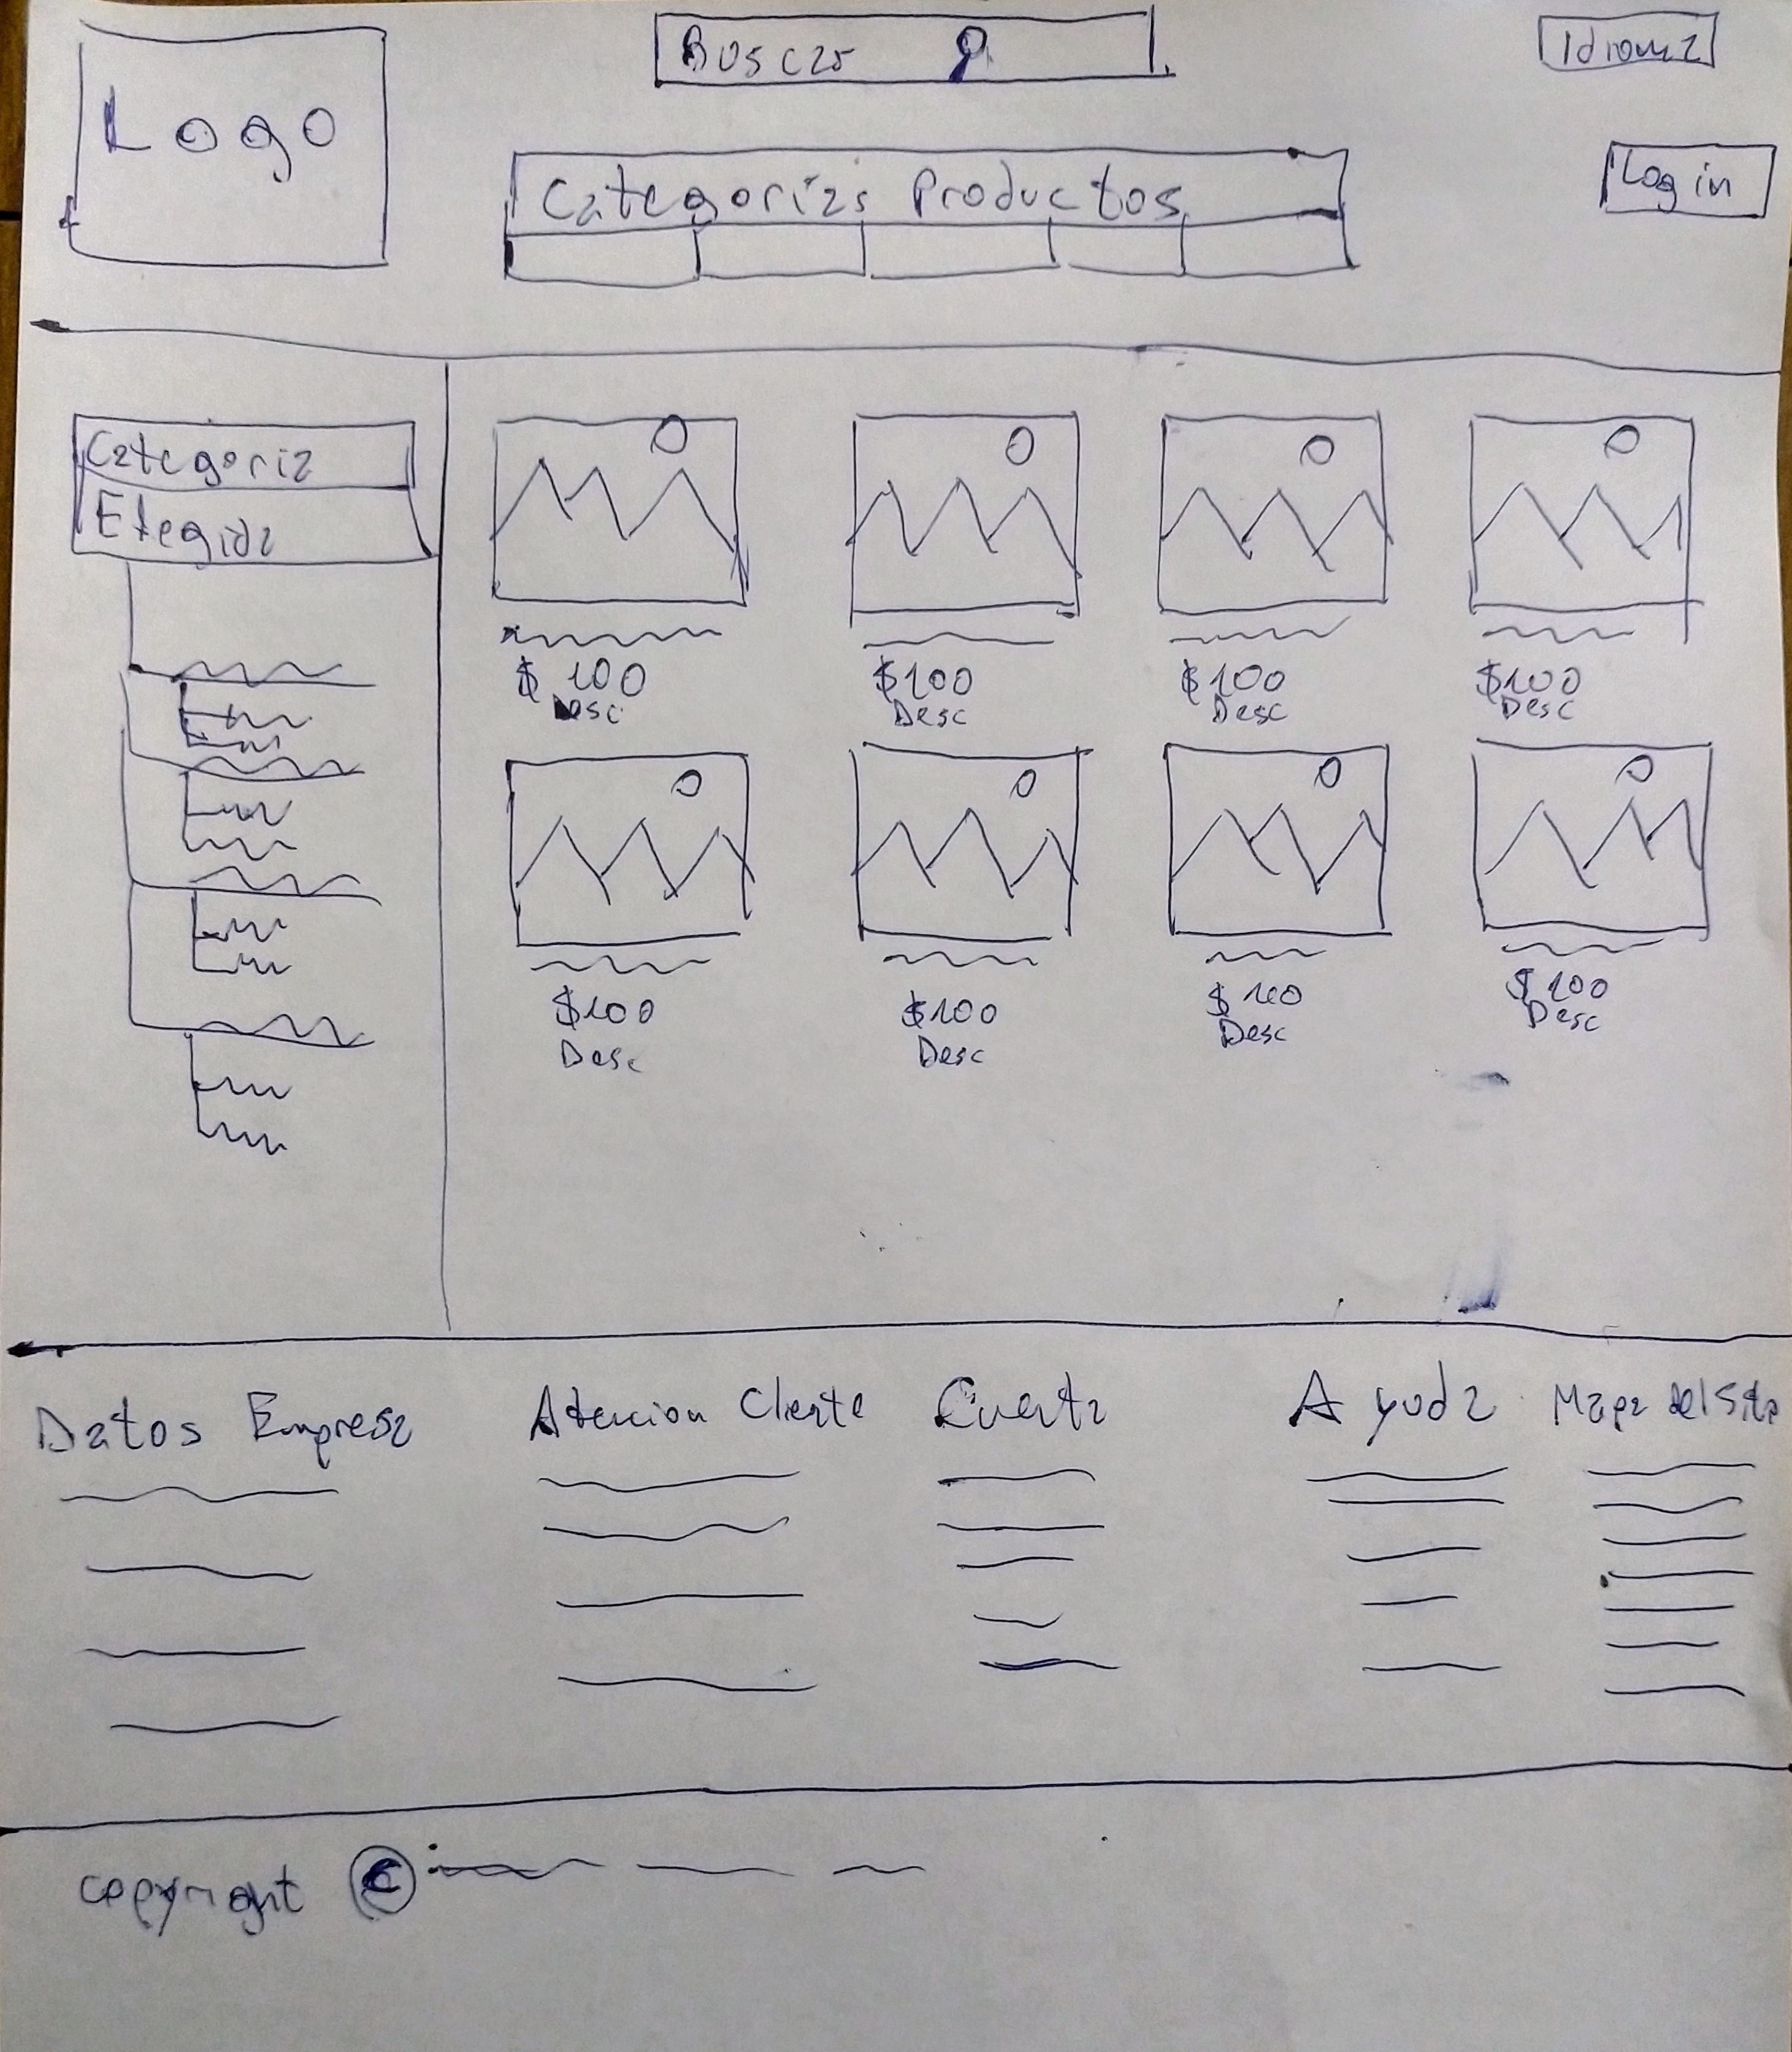 Buscar
Idioma
Logo
Categorias Productos
Log in
Categoria
Elegida
$100 $100 $100 $100
Desc Desc Desc Desc
$100 $100 $100 $100
Desc Desc Desc Desc
Datos Empresa Atencion Cliente Cuenta Ayuda Mapa del Sitio
copyright ©